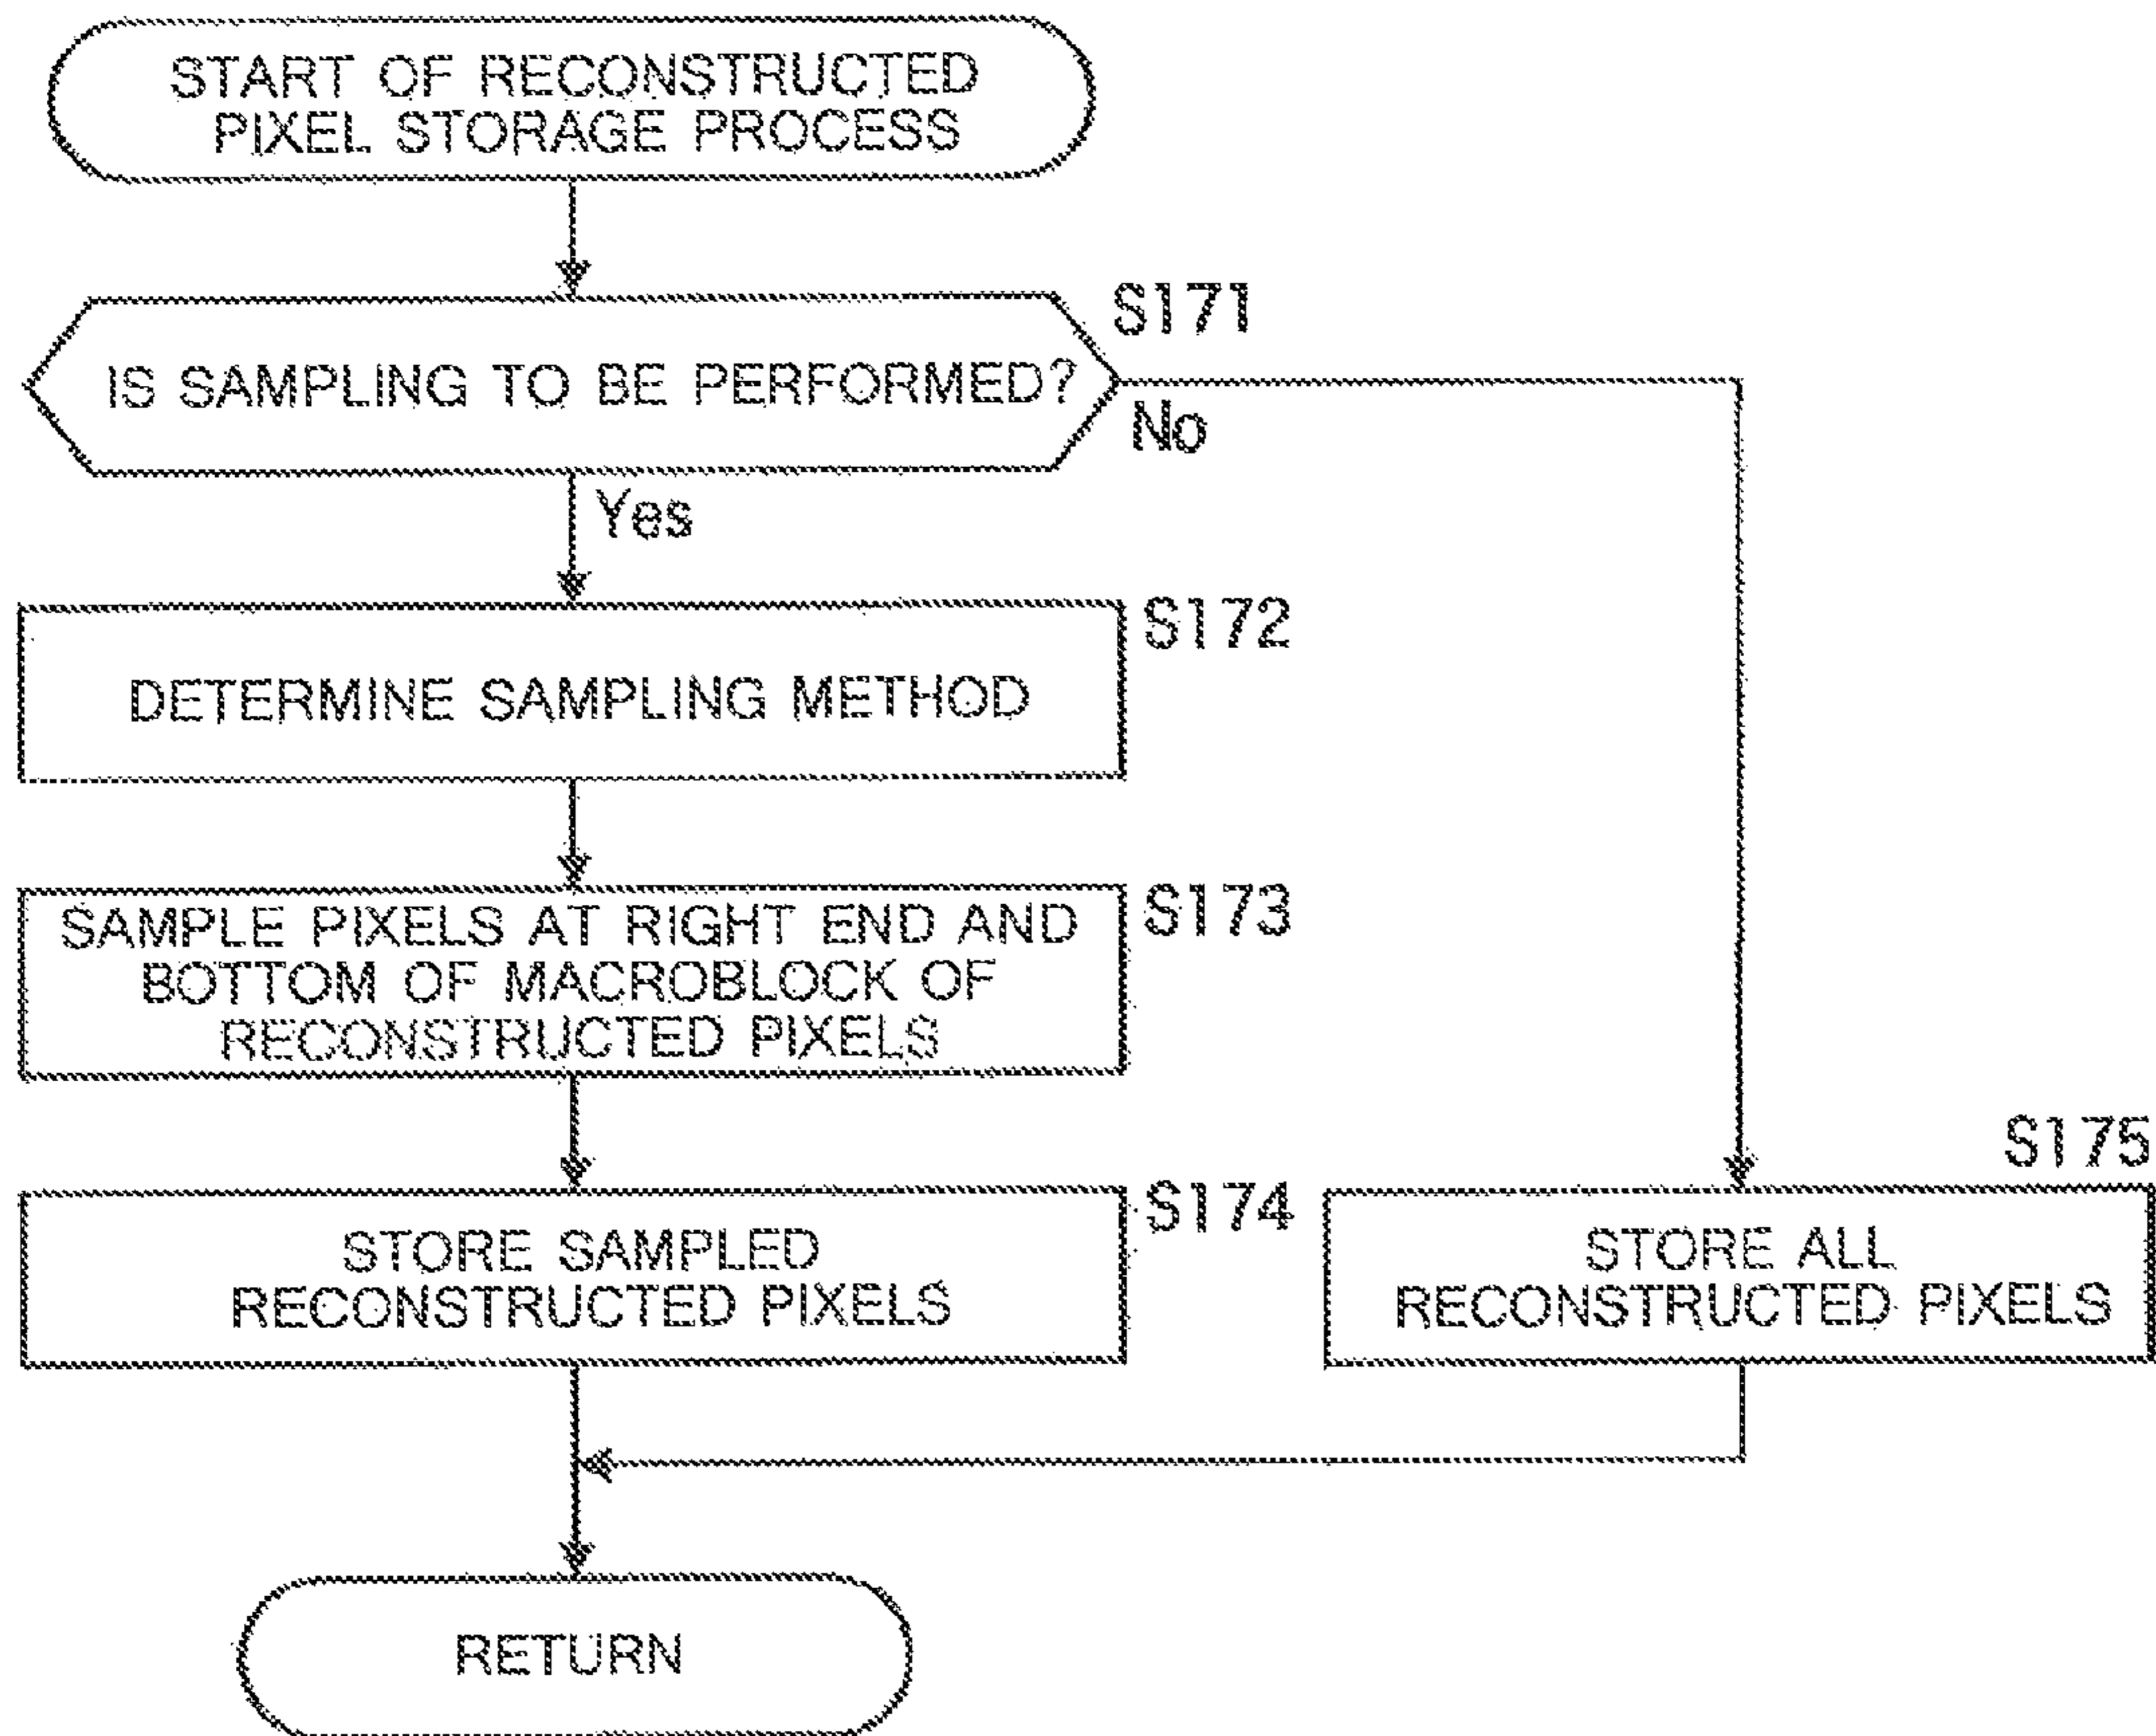 START OF RECONSTRUCTED
PIXEL STORAGE PROCESS
S171
IS SAMPLING TO BE PERFORMED?
No
Yes
S172
DETERMINE SAMPLING METHOD
S173
SAMPLE PIXELS AT RIGHT END AND
BOTTOM OF MACROBLOCK OF
RECONSTRUCTED PIXELS
S174
STORE SAMPLED
RECONSTRUCTED PIXELS
S175
STORE ALL
RECONSTRUCTED PIXELS
RETURN